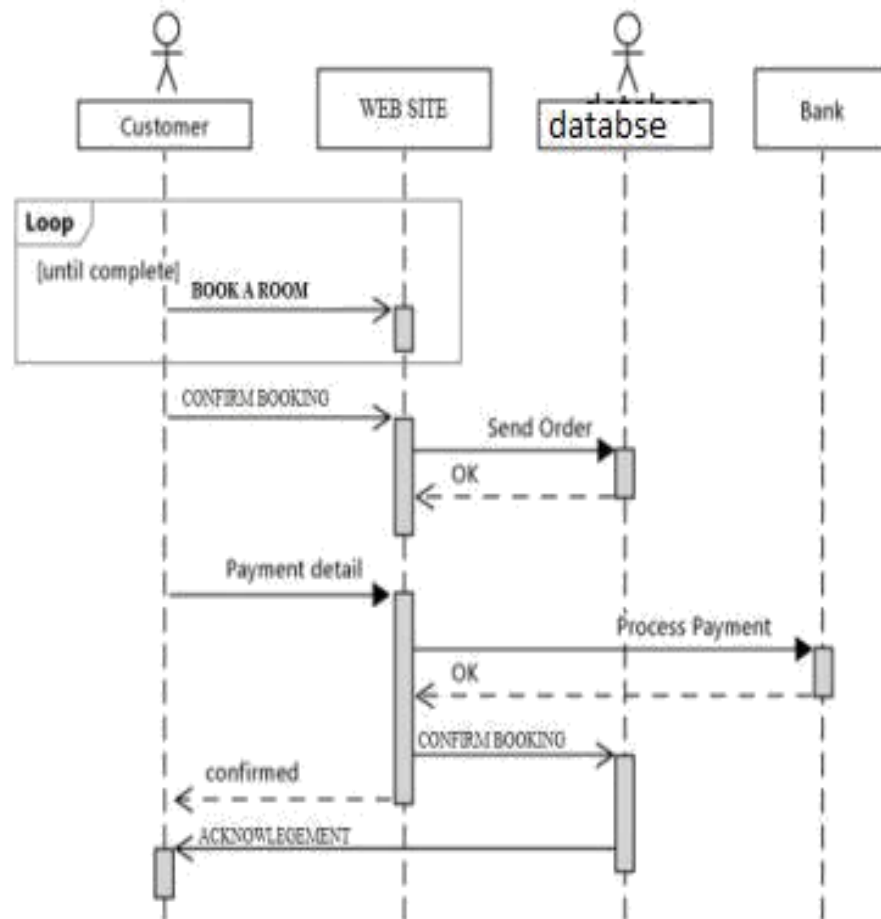 Customer
WEB SITE
databse
Bank
Loop
[until complete]
BOOK A ROOM
CONFIRM BOOKING
Send Order
OK
Payment detail
Process Payment
OK
CONFIRM BOOKING
confirmed
ACKNOWLEGEMENT